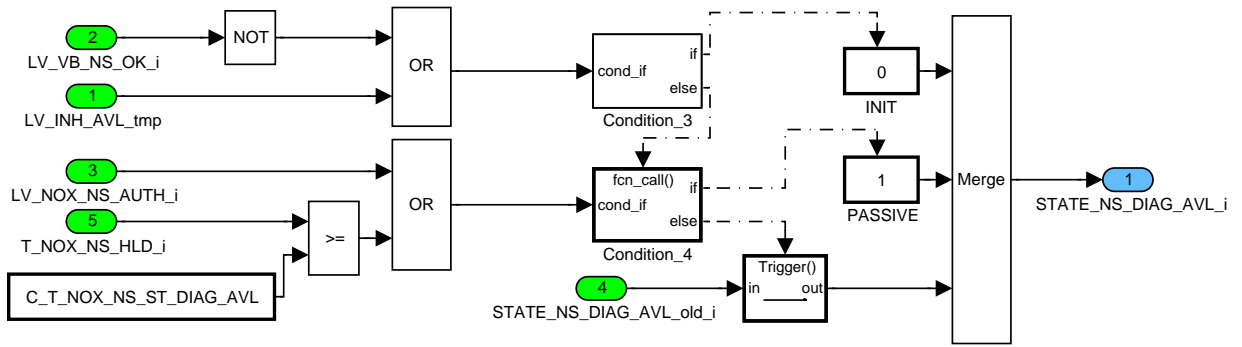 2
LV_VB_NS_OK_i
NOT
1
LV_INH_AVL_tmp
OR
cond_if
if
else
Condition_3
0
INIT
3
LV_NOX_NS_AUTH_i
5
T_NOX_NS_HLD_i
>=
C_T_NOX_NS_ST_DIAG_AVL
OR
fcn_call()
cond_if
if
else
Condition_4
1
PASSIVE
4
STATE_NS_DIAG_AVL_old_i
Trigger()
in
out
Merge
1
STATE_NS_DIAG_AVL_i